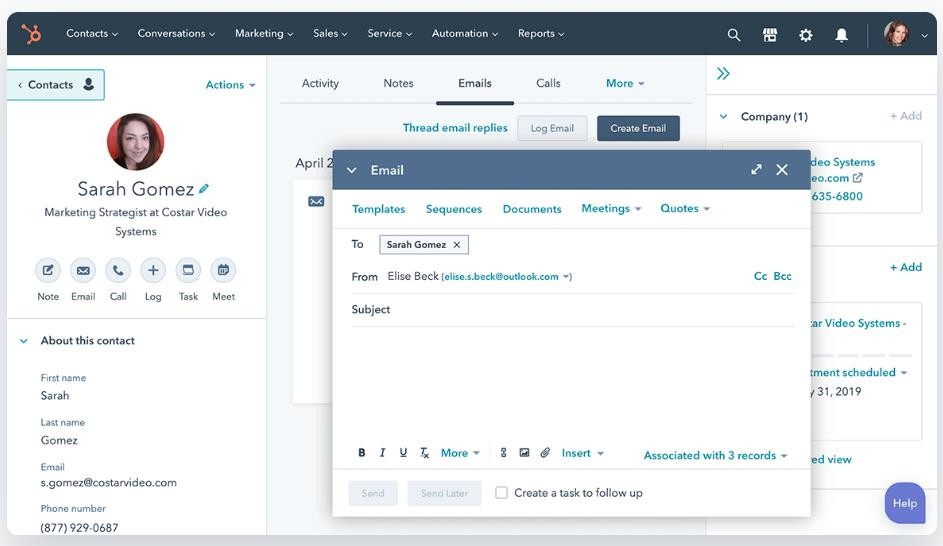 Contacts Conversations Marketing Sales Service Automation Reports
Contacts
Actions
Sarah Gomez
Marketing Strategist at Costar Video
Systems
Note Email Call Log Task Meet
About this contact
First name
Sarah
Last name
Gomez
Email
s.gomez@costarvideo.com
Phone number
(877) 929-0687
Activity Notes Emails Calls More
Thread email replies Log Email Create Email
April 2
Email
Templates Sequences Documents Meetings Quotes
To Sarah Gomez
From Elise Beck (elise.s.beck@outlook.com) Cc Bcc
Subject
B I U Tx More Insert Associated with 3 records
Send Send Later Create a task to follow up
Company (1) + Add
deo Systems
eo.com
635-6800
+ Add
ar Video Systems -
tment scheduled
y 31, 2019
ed view
Help